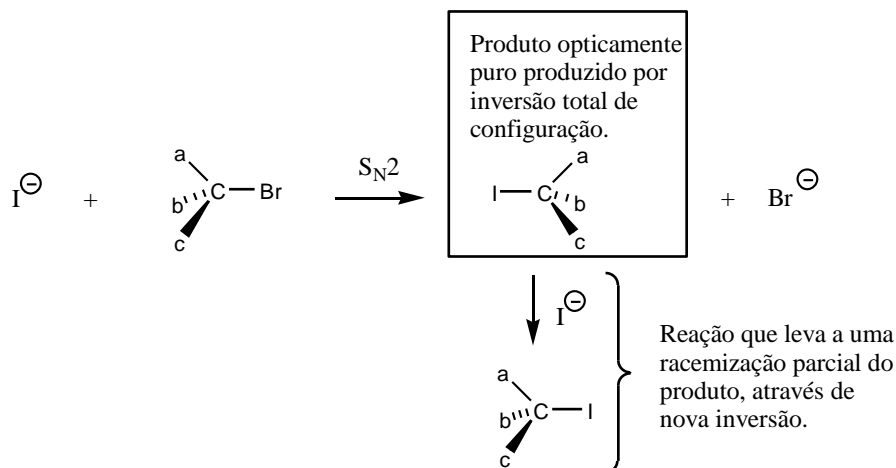 Produto opticamente
puro produzido por
inversão total de
configuração.
I⊖ + a b C Br c
SN2
I C a b c
+ Br⊖
I⊖
a b C I c
Reação que leva a uma
racemização parcial do
produto, através de
nova inversão.